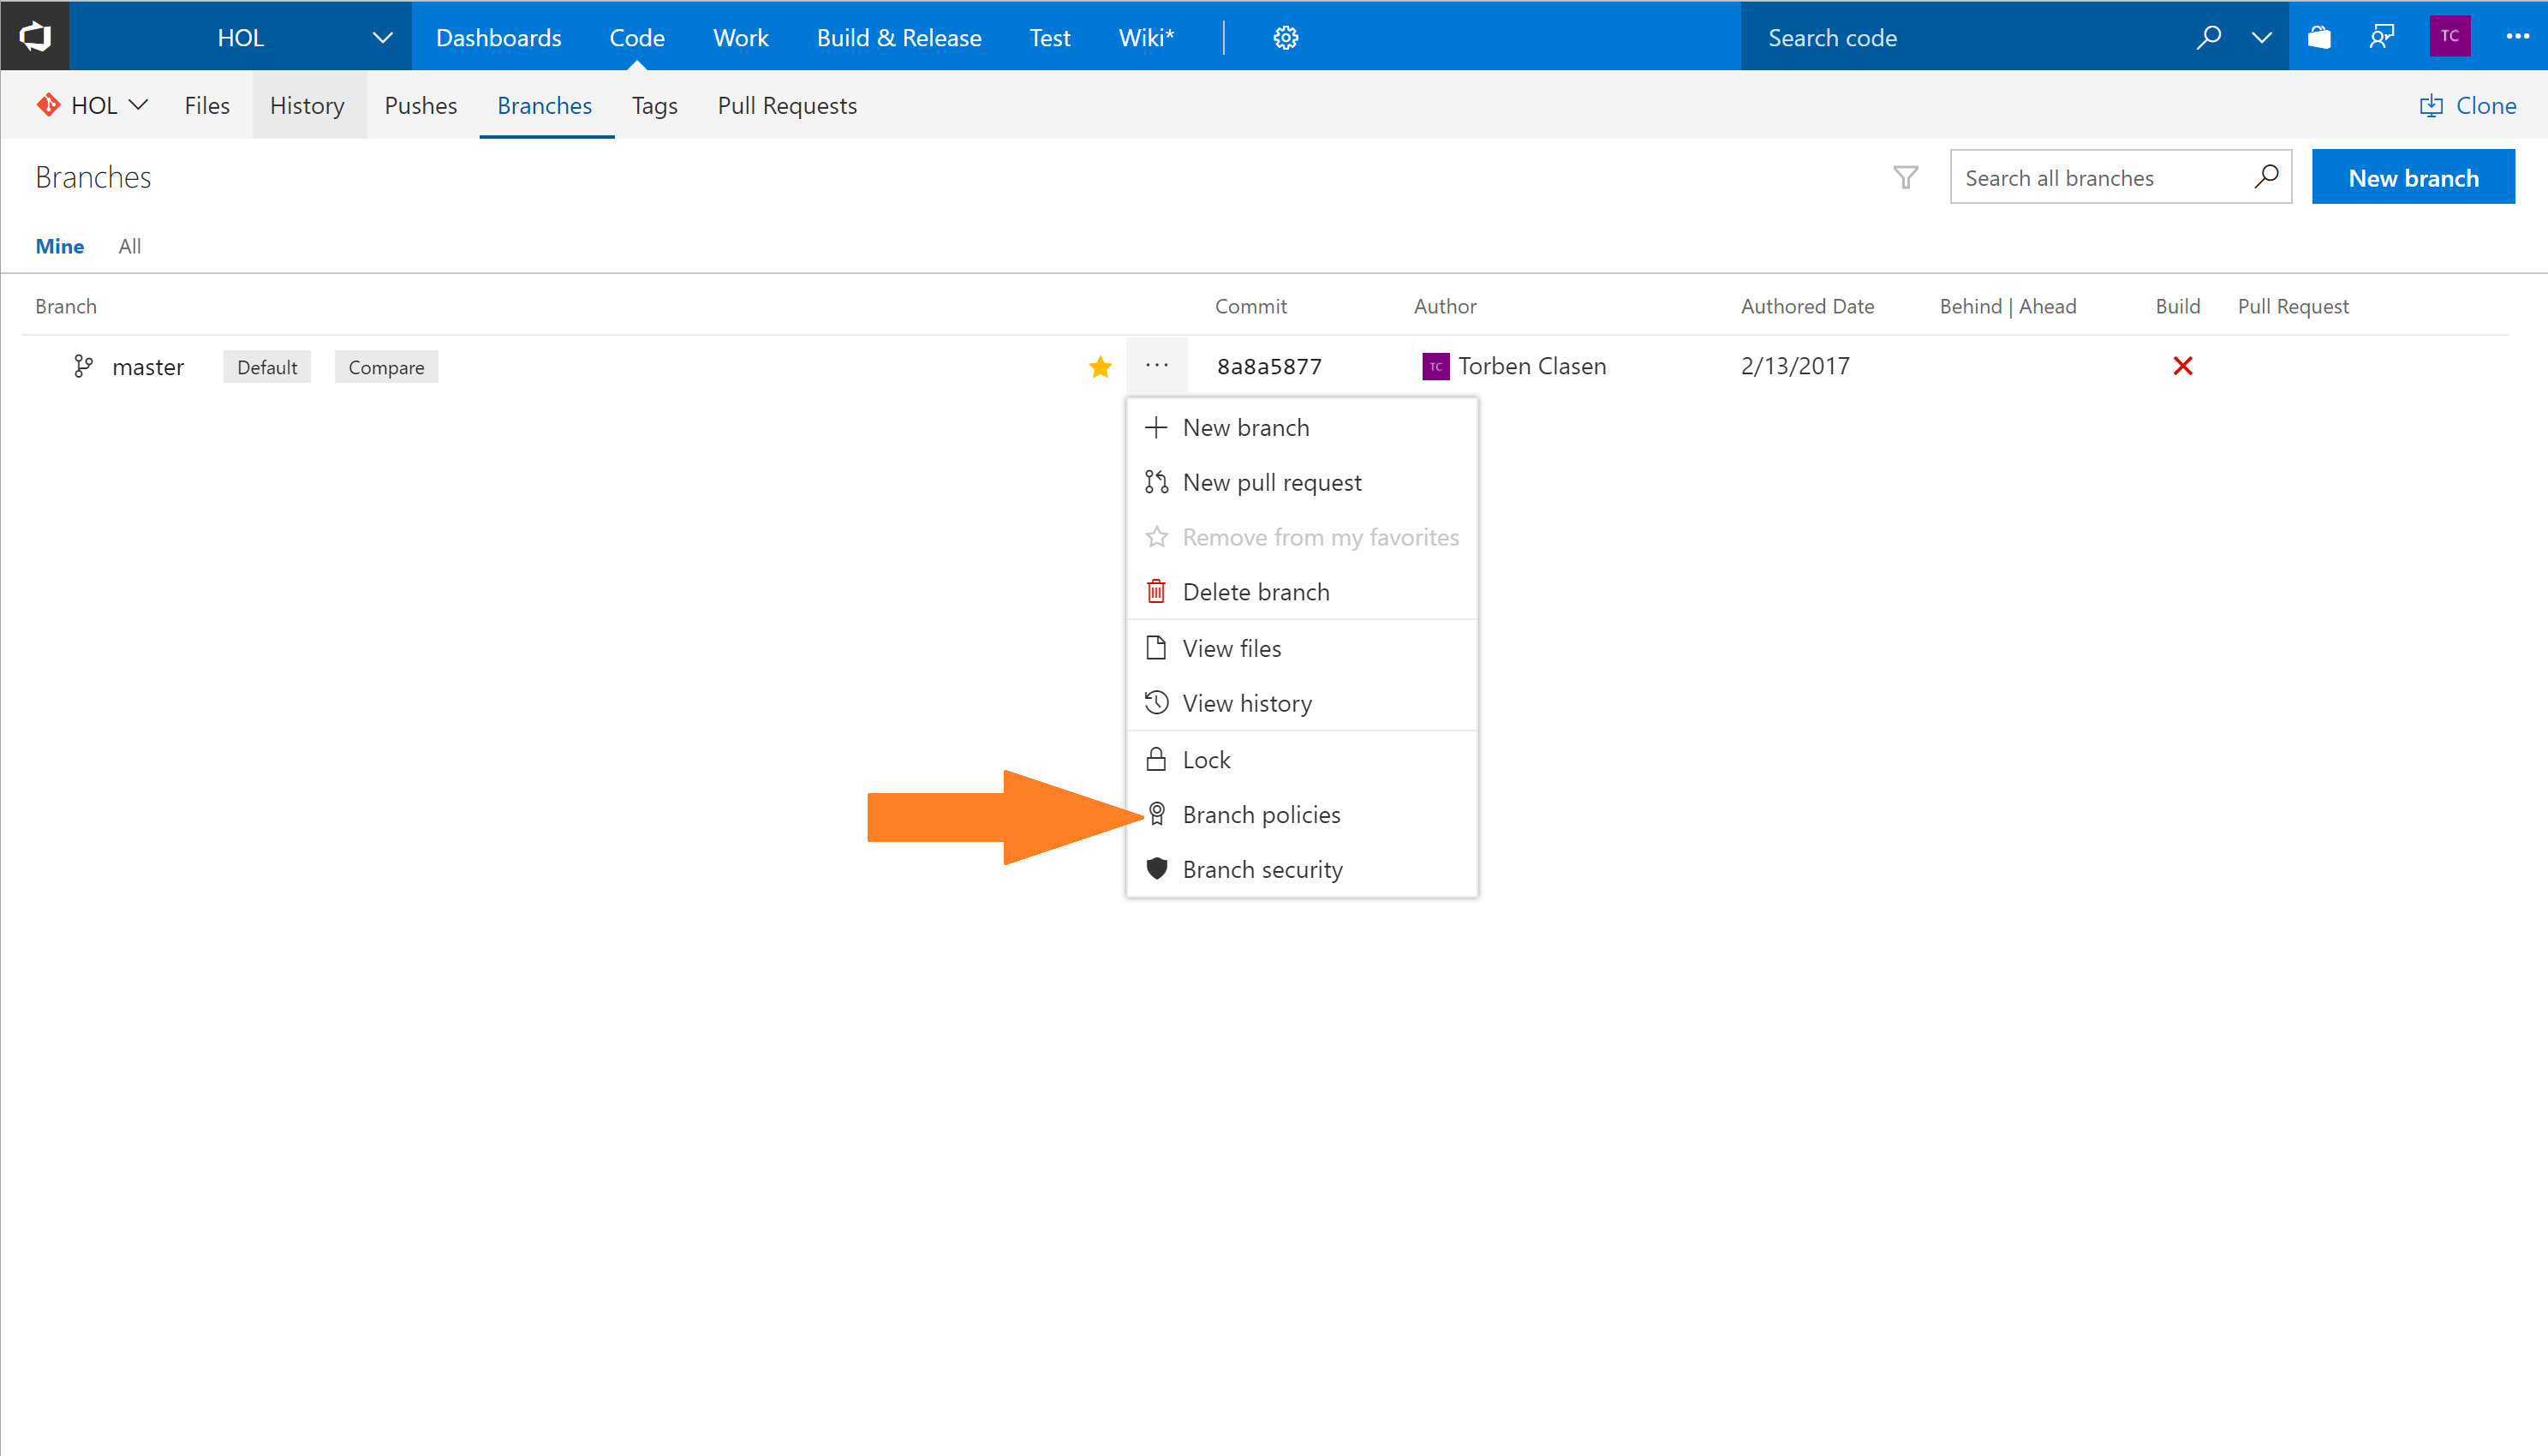 HOL Dashboards Code Work Build & Release Test Wiki* Search code TC
HOL Files History Pushes Branches Tags Pull Requests Clone
Branches Search all branches New branch
Mine All
Branch Commit Author Authored Date Behind | Ahead Build Pull Request
master Default Compare 8a8a5877 TC Torben Clasen 2/13/2017
New branch
New pull request
Remove from my favorites
Delete branch
View files
View history
Lock
Branch policies
Branch security